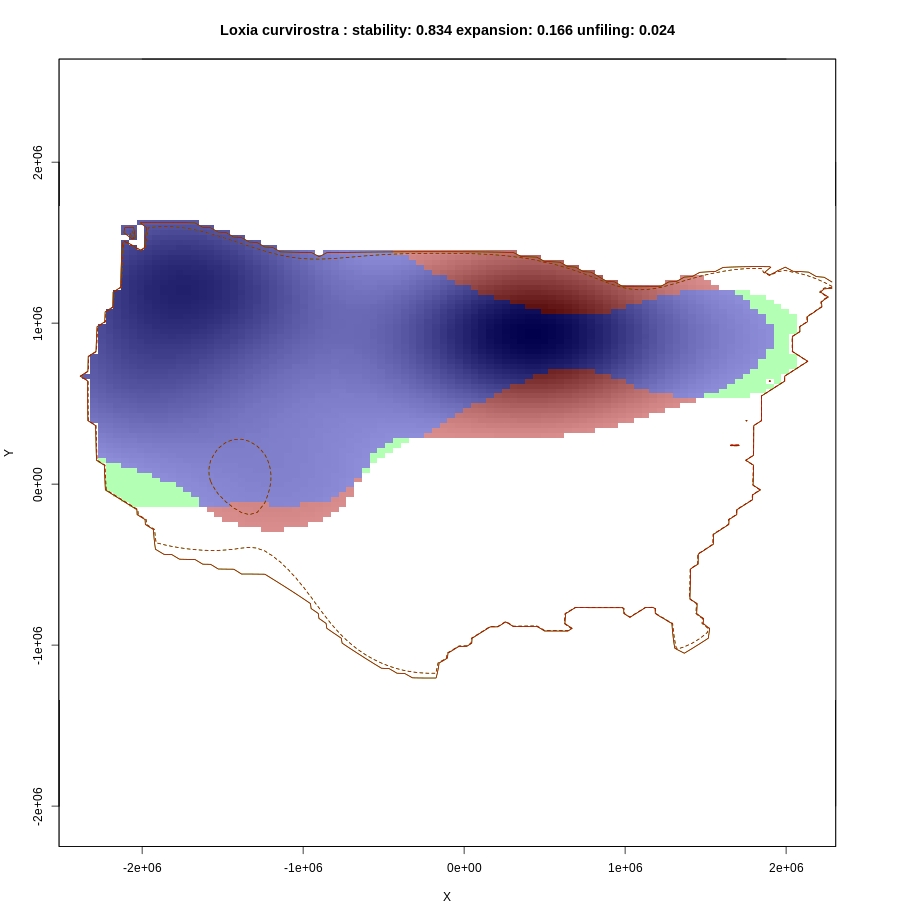 Loxia curvirostra : stability: 0.834 expansion: 0.166 unfiling: 0.024
2e+06
1e+06
Y
0e+00
-1e+06
-2e+06
-2e+06 -1e+06 0e+00 1e+06 2e+06
X